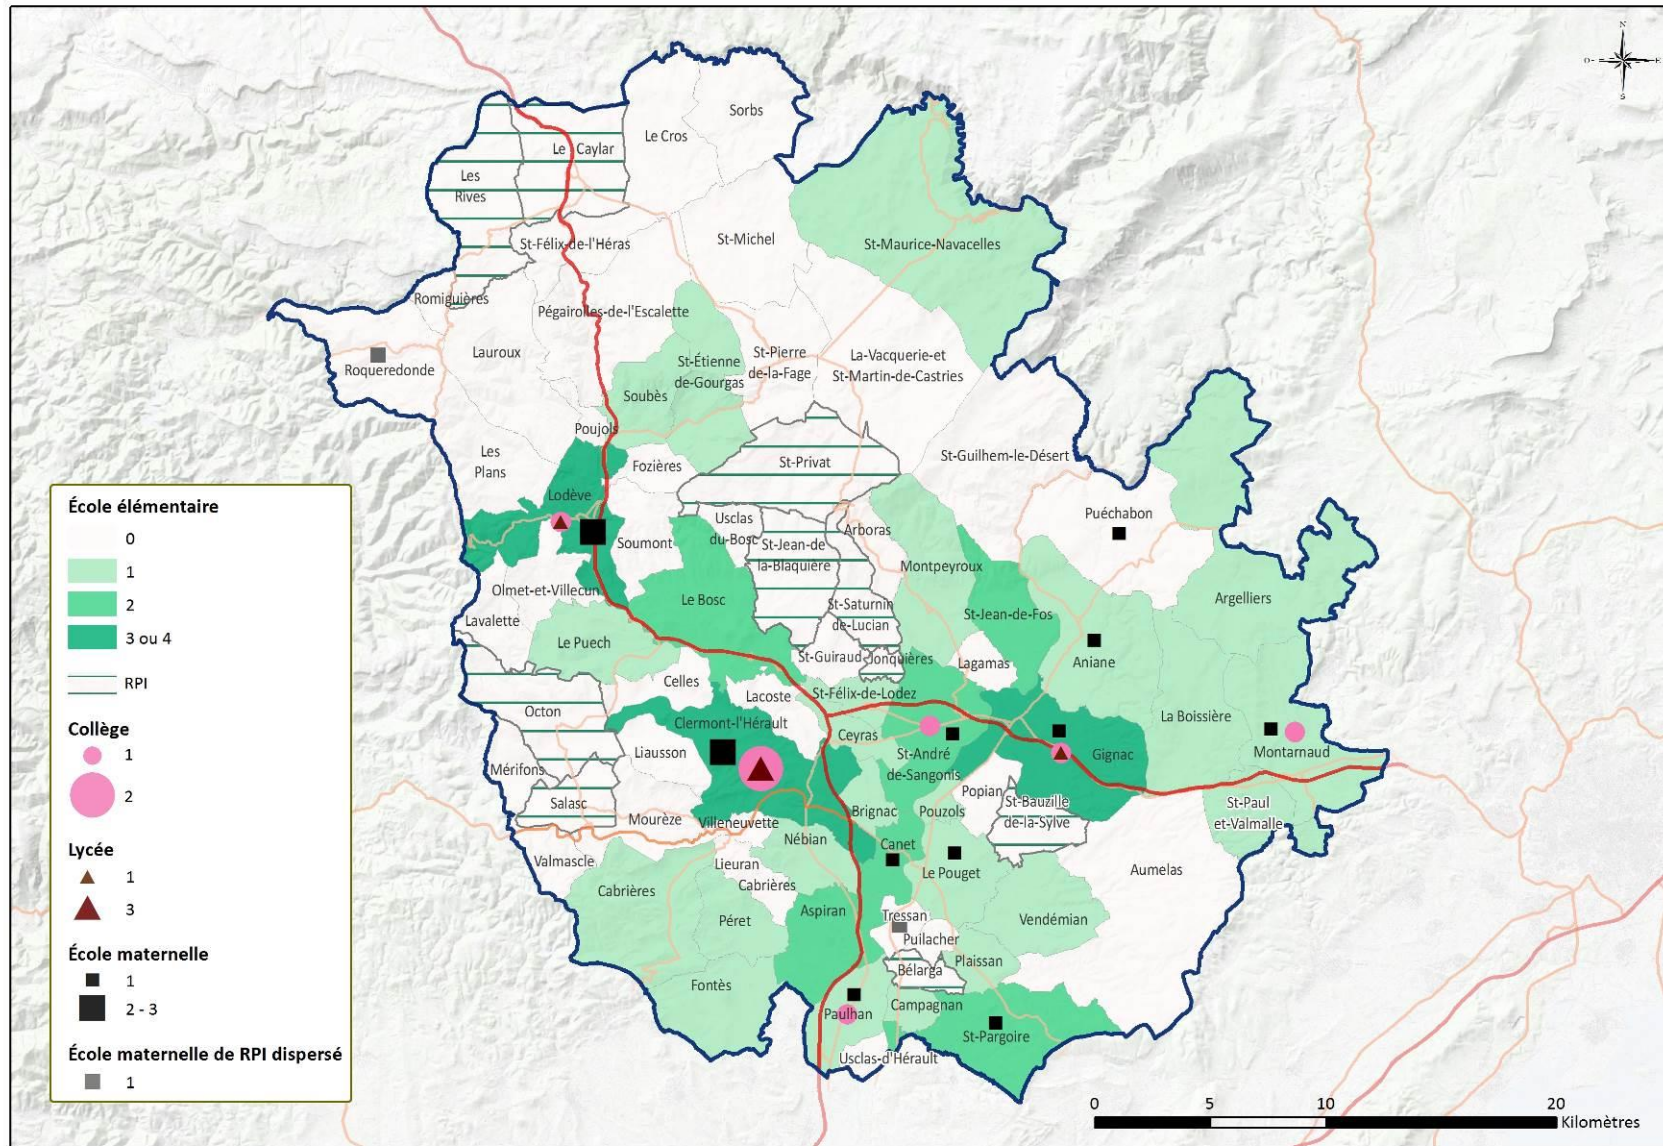 N
O
E
S
Sorbs
Le Cros
Le Caylar
Les
Rives
St-Félix-de-l'Héras
St-Michel
St-Maurice-Navacelles
Romiguières
Pégairolles-de-l'Escalette
Roqueredonde
Lauroux
St-Étienne
de-Gourgas
St-Pierre
de-la-Fage
La-Vacquerie-et
St-Martin-de-Castries
Soubès
Poujols
Les
Plans
Fozières
St-Privat
St-Guilhem-le-Désert
Lodève
Puéchabon
Usclas
du-Bosc
Arboras
Soumont
St-Jean-de
la-Blaquière
Montpeyroux
Olmet-et-Villecun
Le Bosc
St-Jean-de-Fos
Argelliers
Lavalette
St-Saturnin
de-Lucian
Le Puech
Aniane
St-Guiraud
Jonquières
Lagamas
Celles
Lacoste
St-Félix-de-Lodez
Octon
Clermont-l'Hérault
La Boissière
Ceyras
Liausson
St-André
de-Sangonis
Gignac
Montarnaud
Mérifons
Popian
Salasc
St-Bauzille
de-la-Sylve
St-Paul
et-Valmalle
Mourèze
Villeneuvette
Brignac
Pouzols
Nébian
Canet
Valmascle
Lieuran
Cabrières
Le Pouget
Aumelas
Cabrières
Péret
Aspiran
Tressan
Vendémian
Puilacher
Plaissan
Bélarga
Fontès
Campagnan
Paulhan
St-Pargoire
Usclas-d'Hérault
École élémentaire
0
1
2
3 ou 4
RPI
Collège
1
2
Lycée
1
3
École maternelle
1
2 - 3
École maternelle de RPI dispersé
1
0 5 10 20
Kilomètres